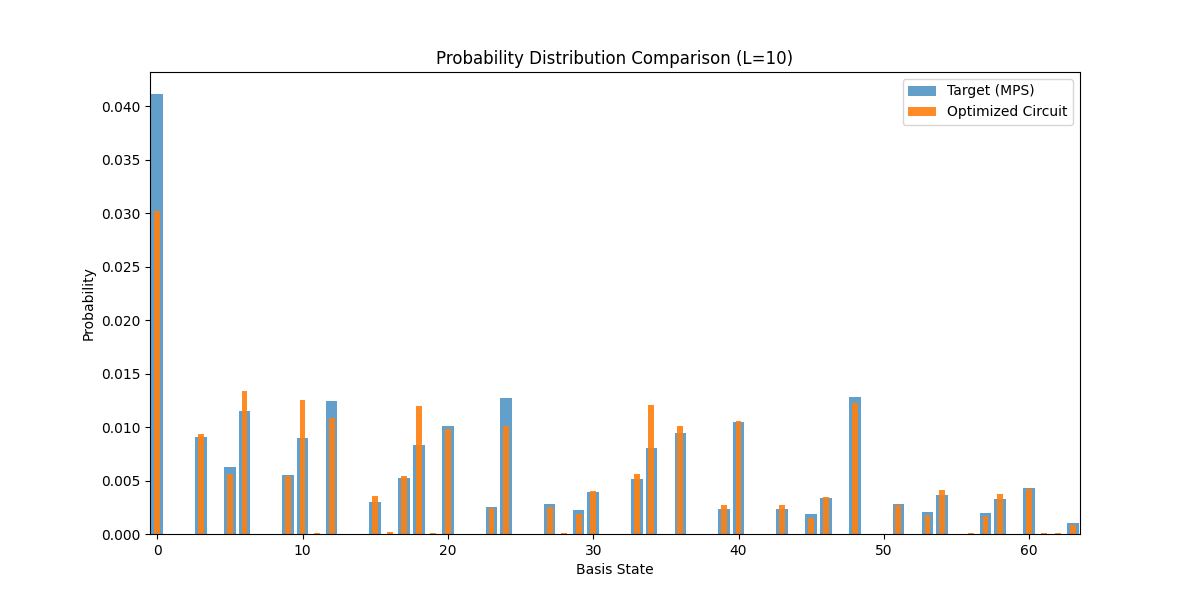 Probability Distribution Comparison (L=10)
Target (MPS)
Optimized Circuit
Probability
0.040
0.035
0.030
0.025
0.020
0.015
0.010
0.005
0.000
0 10 20 30 40 50 60
Basis State